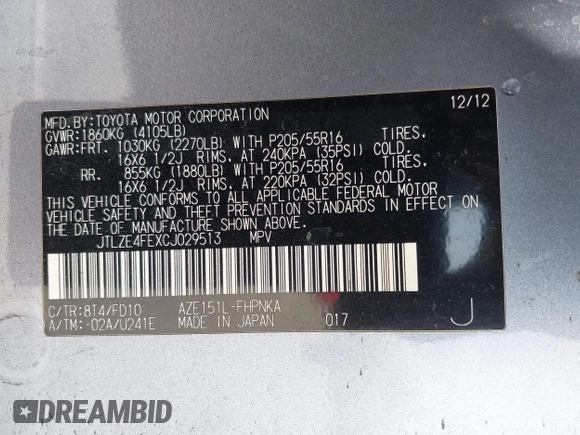 12/12
MFD.BY:TOYOTA MOTOR CORPORATION
GVWR:1860KG (4105LB)
GAWR:FRT. 1030KG (2270LB) WITH P205/55R16 TIRES,
16X6 1/2J RIMS, AT 240KPA (35PSI) COLD.
RR. 855KG (1880LB) WITH P205/55R16 TIRES,
16X6 1/2J RIMS, AT 220KPA (32PSI) COLD.
THIS VEHICLE CONFORMS TO ALL APPLICABLE FEDERAL MOTOR
VEHICLE SAFETY AND THEFT PREVENTION STANDARDS IN EFFECT ON
THE DATE OF MANUFACTURE SHOWN ABOVE.
JTLZE4FEXCJ029513 MPV
C/TR:8T4/FD10 AZE151L-FHPNKA
A/TM:-02A/U241E MADE IN JAPAN 017 J
DREAMBID